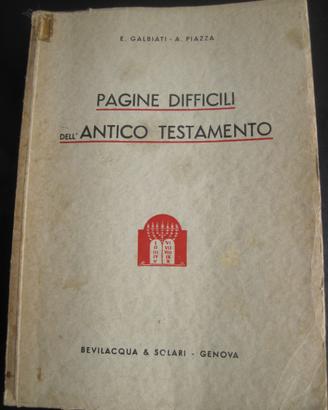 E. GALBIATI - A. PIAZZA
PAGINE DIFFICILI
DELL'ANTICO TESTAMENTO
BEVILACQUA & SOLARI - GENOVA